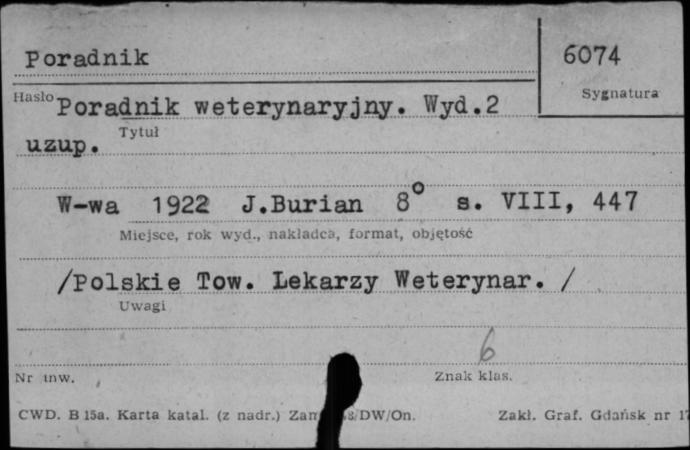 Poradnik
6074
Hasło
Sygnatura
Poradnik weterynaryjny. Wyd.2
Tytuł
uzup.
W-wa 1922 J.Burian 8° s. VIII, 447
Miejsce, rok wyd., nakładca, format, objętość
/Polskie Tow. Lekarzy Weterynar. /
Uwagi
6
Nr inw.
Znak klas.
CWD. B 15a. Karta katal. (z nadr.) DW/On.
Zakł. Graf. Gdańsk nr